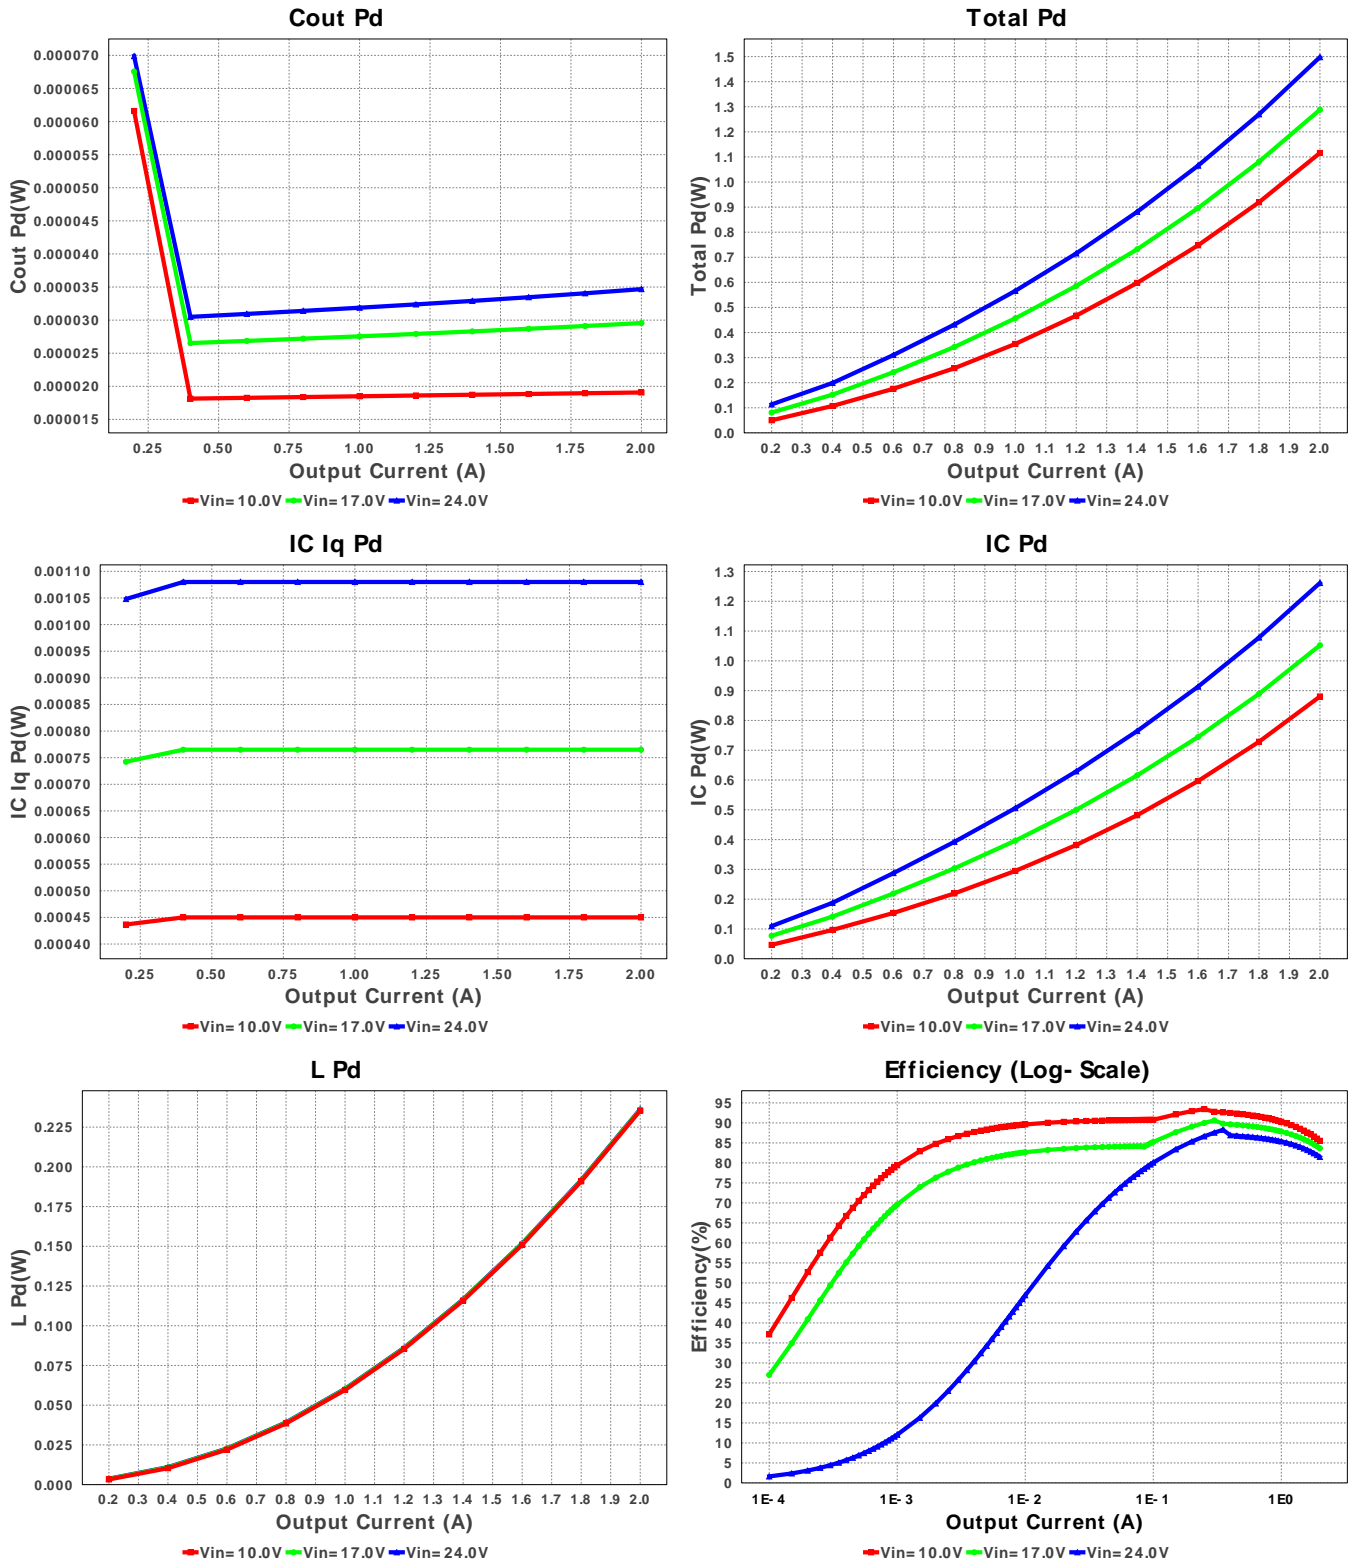 Cout Pd
0.000070
0.000065
0.000060
0.000055
0.000050
0.000045
0.000040
0.000035
0.000030
0.000025
0.000020
0.000015
Cout Pd(W)
0.25 0.50 0.75 1.00 1.25 1.50 1.75 2.00
Output Current (A)
Vin= 10.0V Vin= 17.0V Vin= 24.0V
Total Pd
1.5
1.4
1.3
1.2
1.1
1.0
0.9
0.8
0.7
0.6
0.5
0.4
0.3
0.2
0.1
0.0
Total Pd(W)
0.2 0.3 0.4 0.5 0.6 0.7 0.8 0.9 1.0 1.1 1.2 1.3 1.4 1.5 1.6 1.7 1.8 1.9 2.0
Output Current (A)
Vin= 10.0V Vin= 17.0V Vin= 24.0V
IC Iq Pd
0.00110
0.00105
0.00100
0.00095
0.00090
0.00085
0.00080
0.00075
0.00070
0.00065
0.00060
0.00055
0.00050
0.00045
0.00040
IC Iq Pd(W)
0.25 0.50 0.75 1.00 1.25 1.50 1.75 2.00
Output Current (A)
Vin= 10.0V Vin= 17.0V Vin= 24.0V
IC Pd
1.3
1.2
1.1
1.0
0.9
0.8
0.7
0.6
0.5
0.4
0.3
0.2
0.1
0.0
IC Pd(W)
0.2 0.3 0.4 0.5 0.6 0.7 0.8 0.9 1.0 1.1 1.2 1.3 1.4 1.5 1.6 1.7 1.8 1.9 2.0
Output Current (A)
Vin= 10.0V Vin= 17.0V Vin= 24.0V
L Pd
0.225
0.200
0.175
0.150
0.125
0.100
0.075
0.050
0.025
0.000
L Pd(W)
0.2 0.3 0.4 0.5 0.6 0.7 0.8 0.9 1.0 1.1 1.2 1.3 1.4 1.5 1.6 1.7 1.8 1.9 2.0
Output Current (A)
Vin= 10.0V Vin= 17.0V Vin= 24.0V
Efficiency (Log- Scale)
95
90
85
80
75
70
65
60
55
50
45
40
35
30
25
20
15
10
5
0
Efficiency(%)
1E- 4 1E- 3 1E- 2 1E- 1 1E0
Output Current (A)
Vin= 10.0V Vin= 17.0V Vin= 24.0V